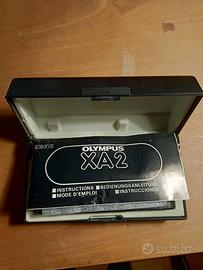 OLYMPUS
XA2
INSTRUCTIONS BEDIENUNGSANLEITUNG
MODE D'EMPLOI INSTRUCCIONES
subito